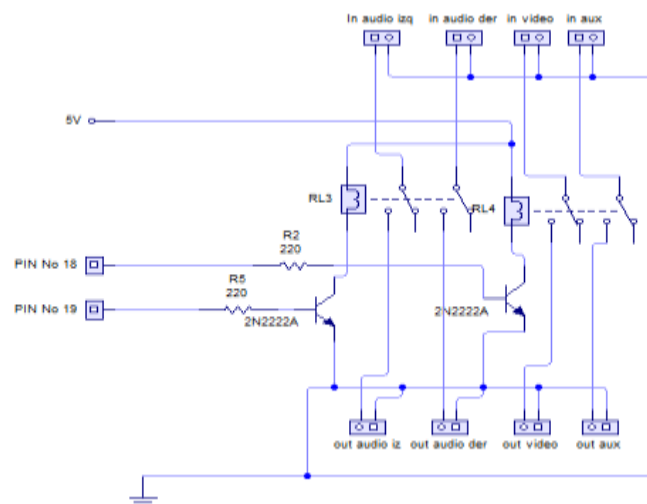 In audio izq
in audio der
in video
in aux
5V
RL3
RL4
R2
220
PIN No 18
R5
220
PIN No 19
2N2222A
2N2222A
out audio iz
out audio der
out video
out aux